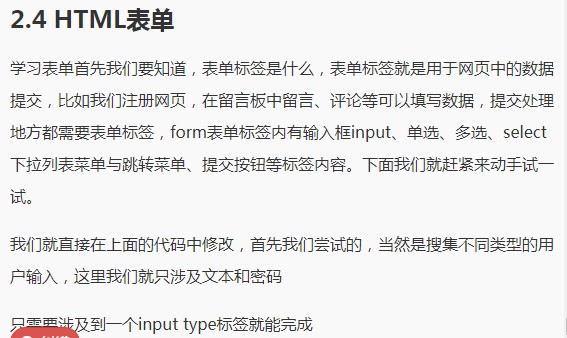 2.4 HTML表单
学习表单首先我们要知道，表单标签是什么，表单标签就是用于网页中的数据
提交，比如我们注册网页，在留言板中留言、评论等可以填写数据，提交处理
地方都需要表单标签，form表单标签内有输入框input、单选、多选、select
下拉列表菜单与跳转菜单、提交按钮等标签内容。下面我们就赶紧来动手试一
试。
我们就直接在上面的代码中修改，首先我们尝试的，当然是搜集不同类型的用
户输入，这里我们就只涉及文本和密码
只需要涉及到一个input type标签就能完成